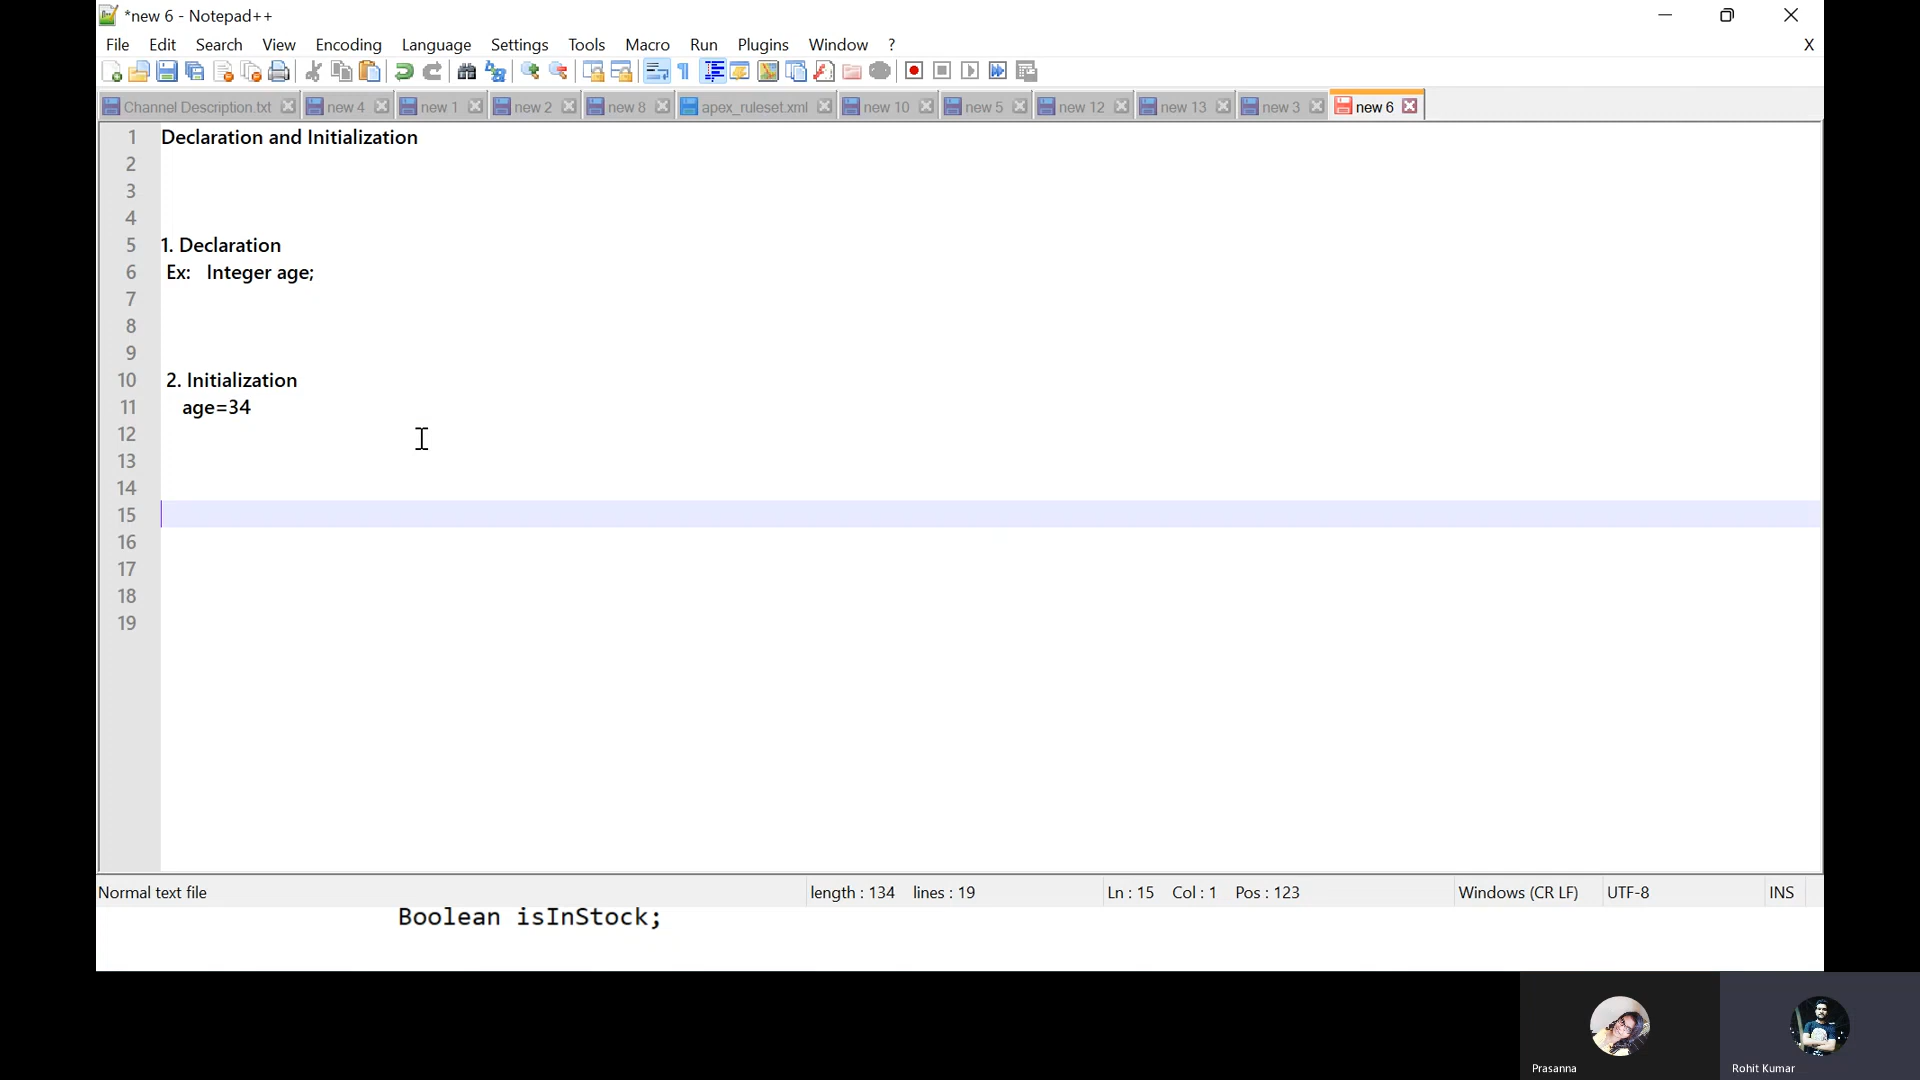 *new 6 - Notepad++
File Edit Search View Encoding Language Settings Tools Macro Run Plugins Window ? X
Channel Description.txt new 4 new 1 new 2 new 8 apex_ruleset.xml new 10 new 5 new 12 new 13 new 3 new 6
1 Declaration and Initialization
2
3
4
5 1. Declaration
6 Ex: Integer age;
7
8
9
10 2. Initialization
11 age=34
12
13
14
15
16
17
18
19
Normal text file length : 134 lines : 19 Ln : 15 Col : 1 Pos : 123 Windows (CR LF) UTF-8 INS
Boolean isInStock;
Prasanna Rohit Kumar